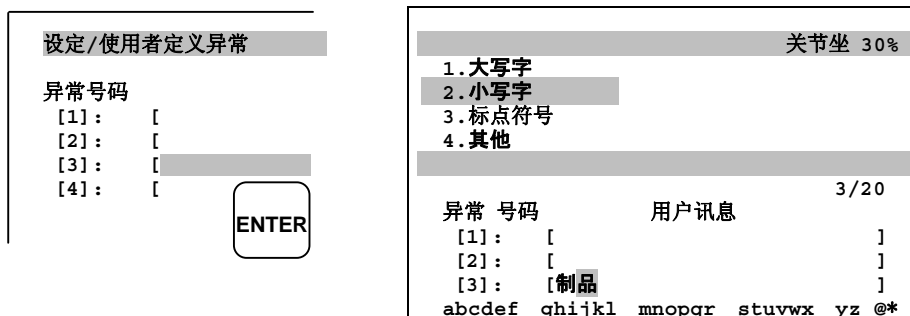 设定/使用者定义异常
异常号码
[1]: [
[2]: [
[3]: [
[4]: [
ENTER
关节坐 30%
1.大写字
2.小写字
3.标点符号
4.其他
3/20
异常 号码 用户讯息
[1]: [ ]
[2]: [ ]
[3]: [制品 ]
abcdef ghijkl mnopqr stuvwx yz @*